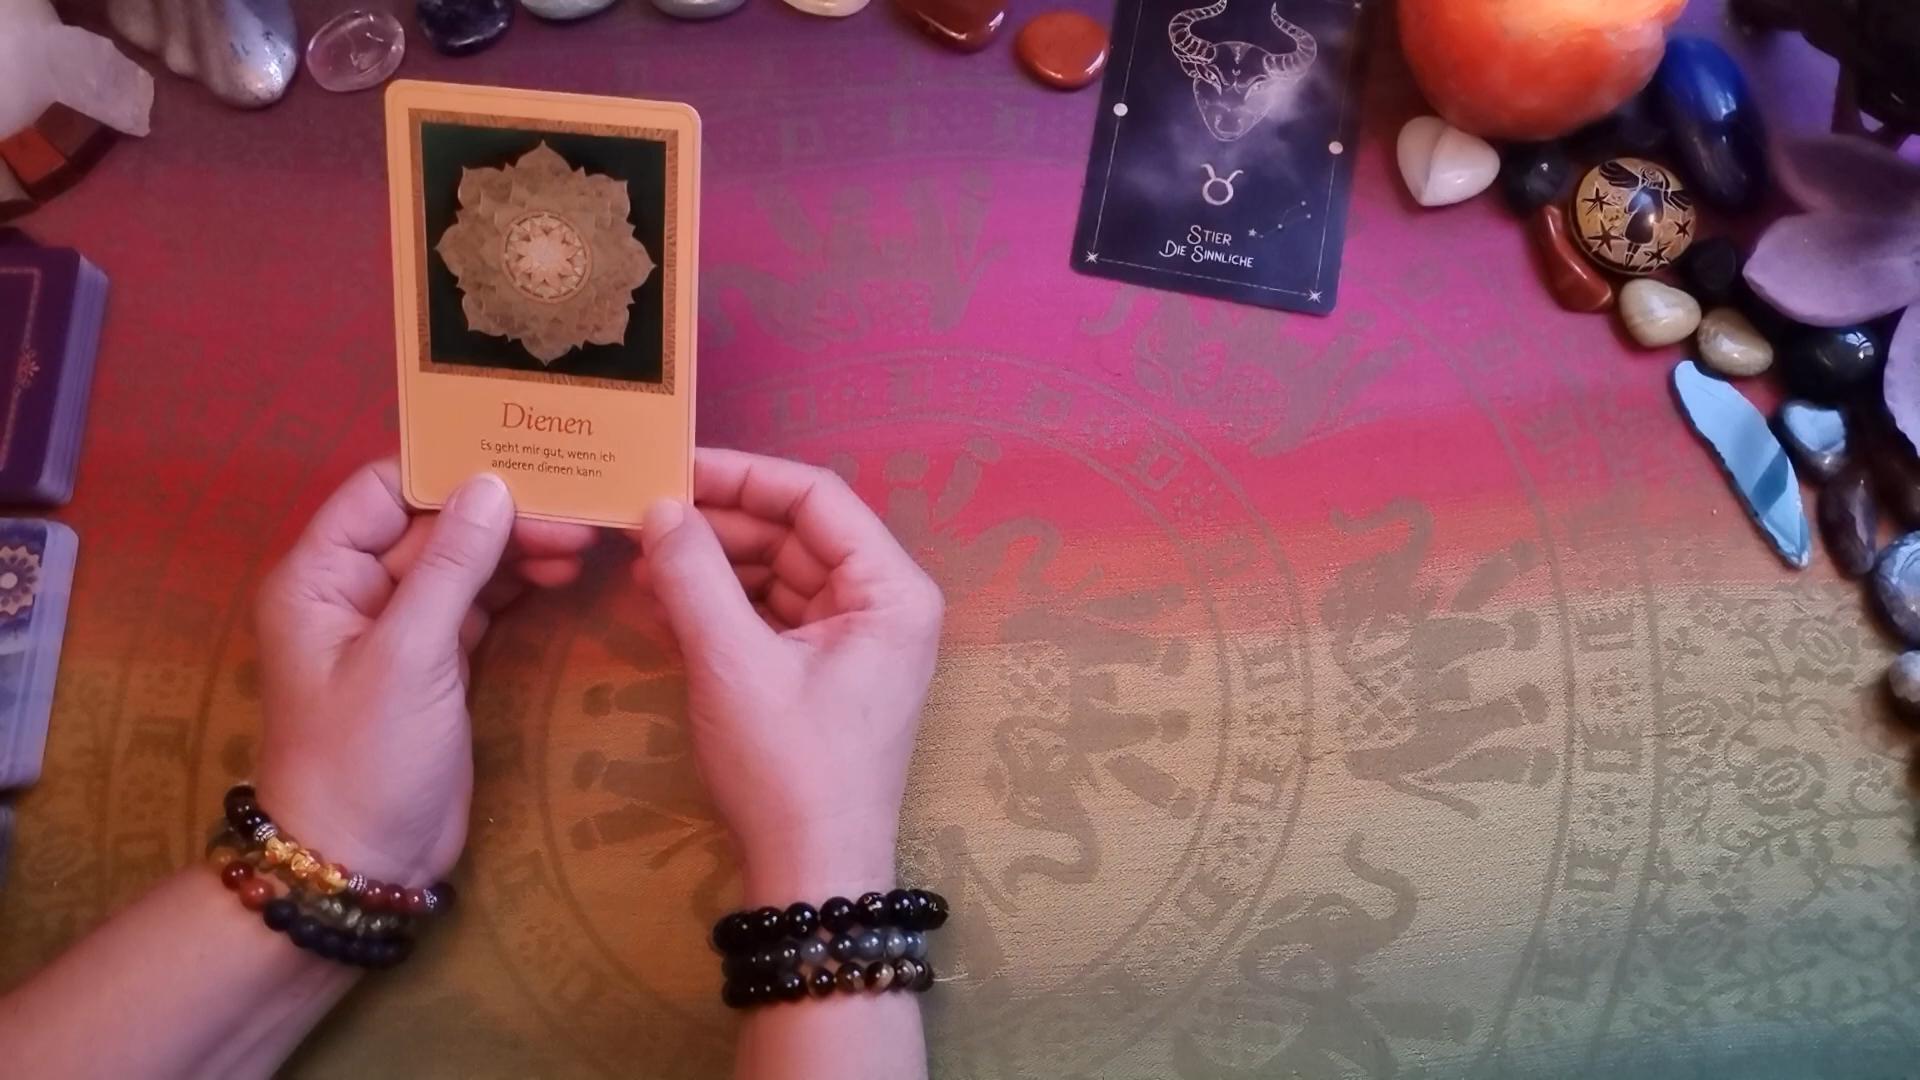 Dienen
Es geht mir gut, wenn ich
anderen dienen kann
STIER
DIE SINNLICHE